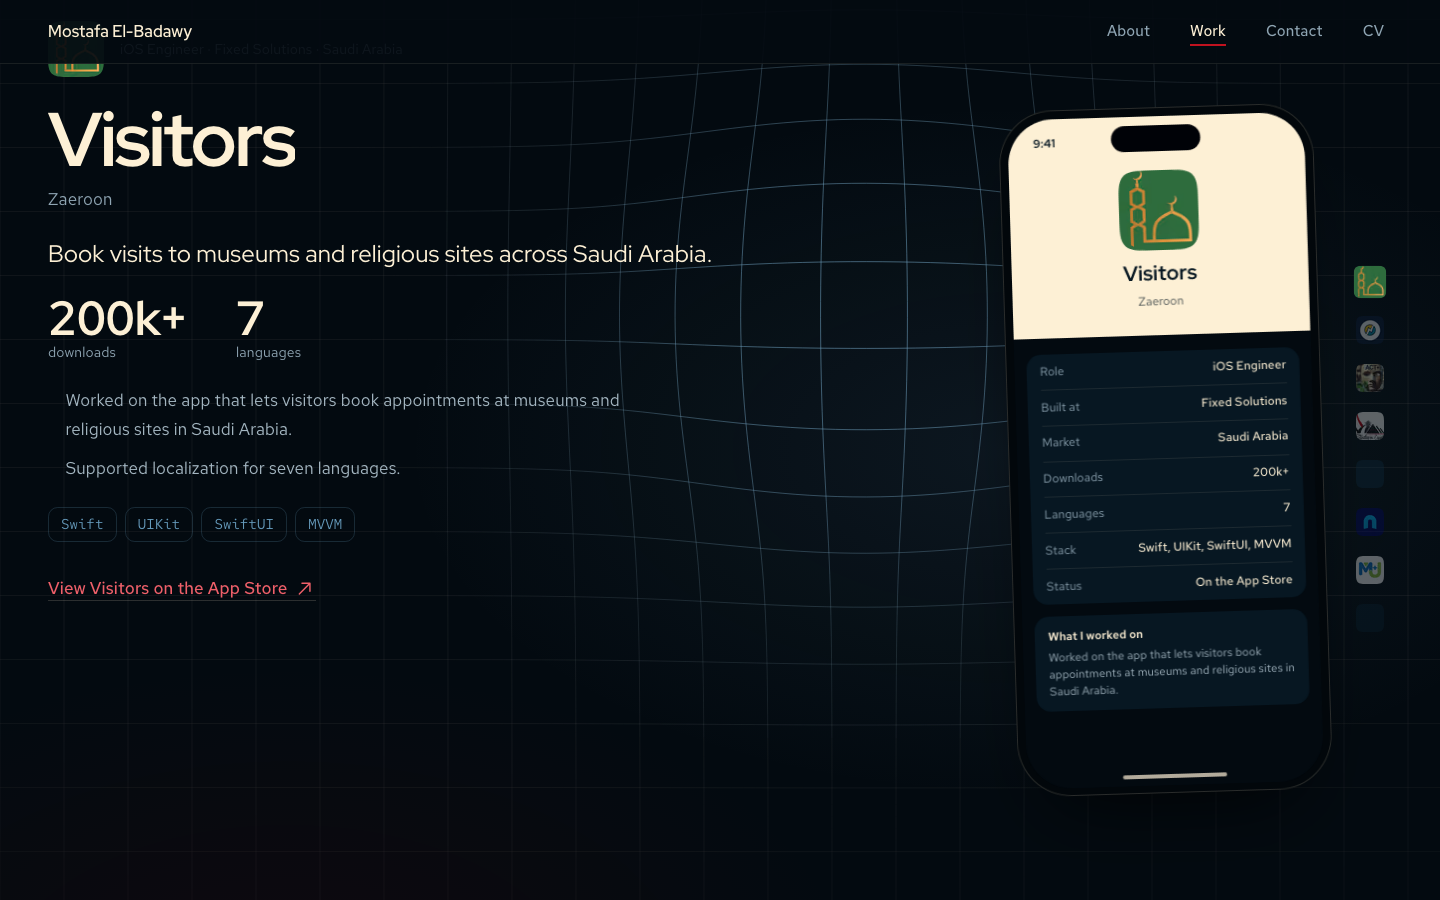 Mostafa El-Badawy
About
Work
Contact
CV
iOS Engineer · Fixed Solutions · Saudi Arabia
Visitors
Zaeroon
Book visits to museums and religious sites across Saudi Arabia.
200k+
7
downloads
languages
Worked on the app that lets visitors book appointments at museums and
religious sites in Saudi Arabia.
Supported localization for seven languages.
Swift
UIKit
SwiftUI
MVVM
View Visitors on the App Store
9:41
Visitors
Zaeroon
Role iOS Engineer
Built at Fixed Solutions
Market Saudi Arabia
Downloads 200k+
Languages 7
Stack Swift, UIKit, SwiftUI, MVVM
Status On the App Store
What I worked on
Worked on the app that lets visitors book
appointments at museums and religious sites in
Saudi Arabia.